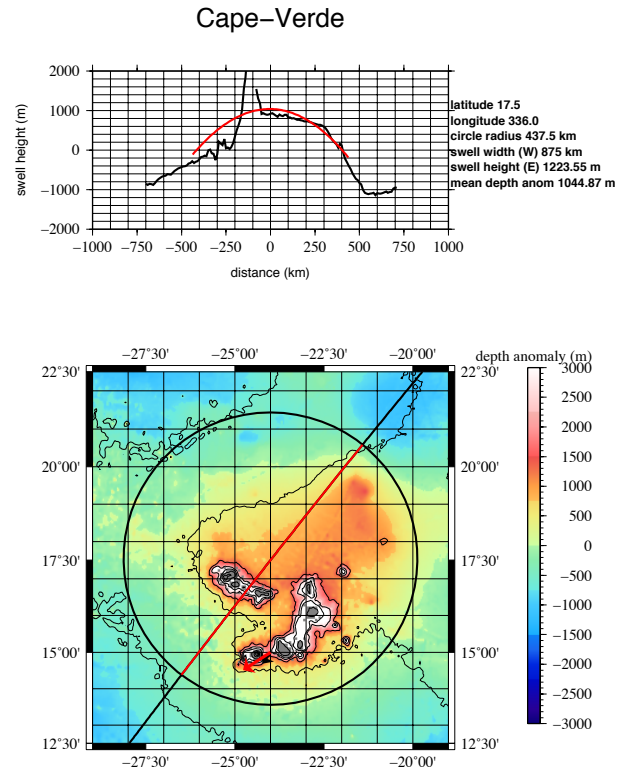 Cape−Verde
2000
1000
0
−1000
−2000
swell height (m)
−1000 −750 −500 −250 0 250 500 750 1000
distance (km)
latitude 17.5
longitude 336.0
circle radius 437.5 km
swell width (W) 875 km
swell height (E) 1223.55 m
mean depth anom 1044.87 m
−27°30' −25°00' −22°30' −20°00'
22°30' 22°30'
20°00' 20°00'
17°30' 17°30'
15°00' 15°00'
12°30' 12°30'
−27°30' −25°00' −22°30' −20°00'
depth anomaly (m)
3000
2500
2000
1500
1000
500
0
−500
−1000
−1500
−2000
−2500
−3000